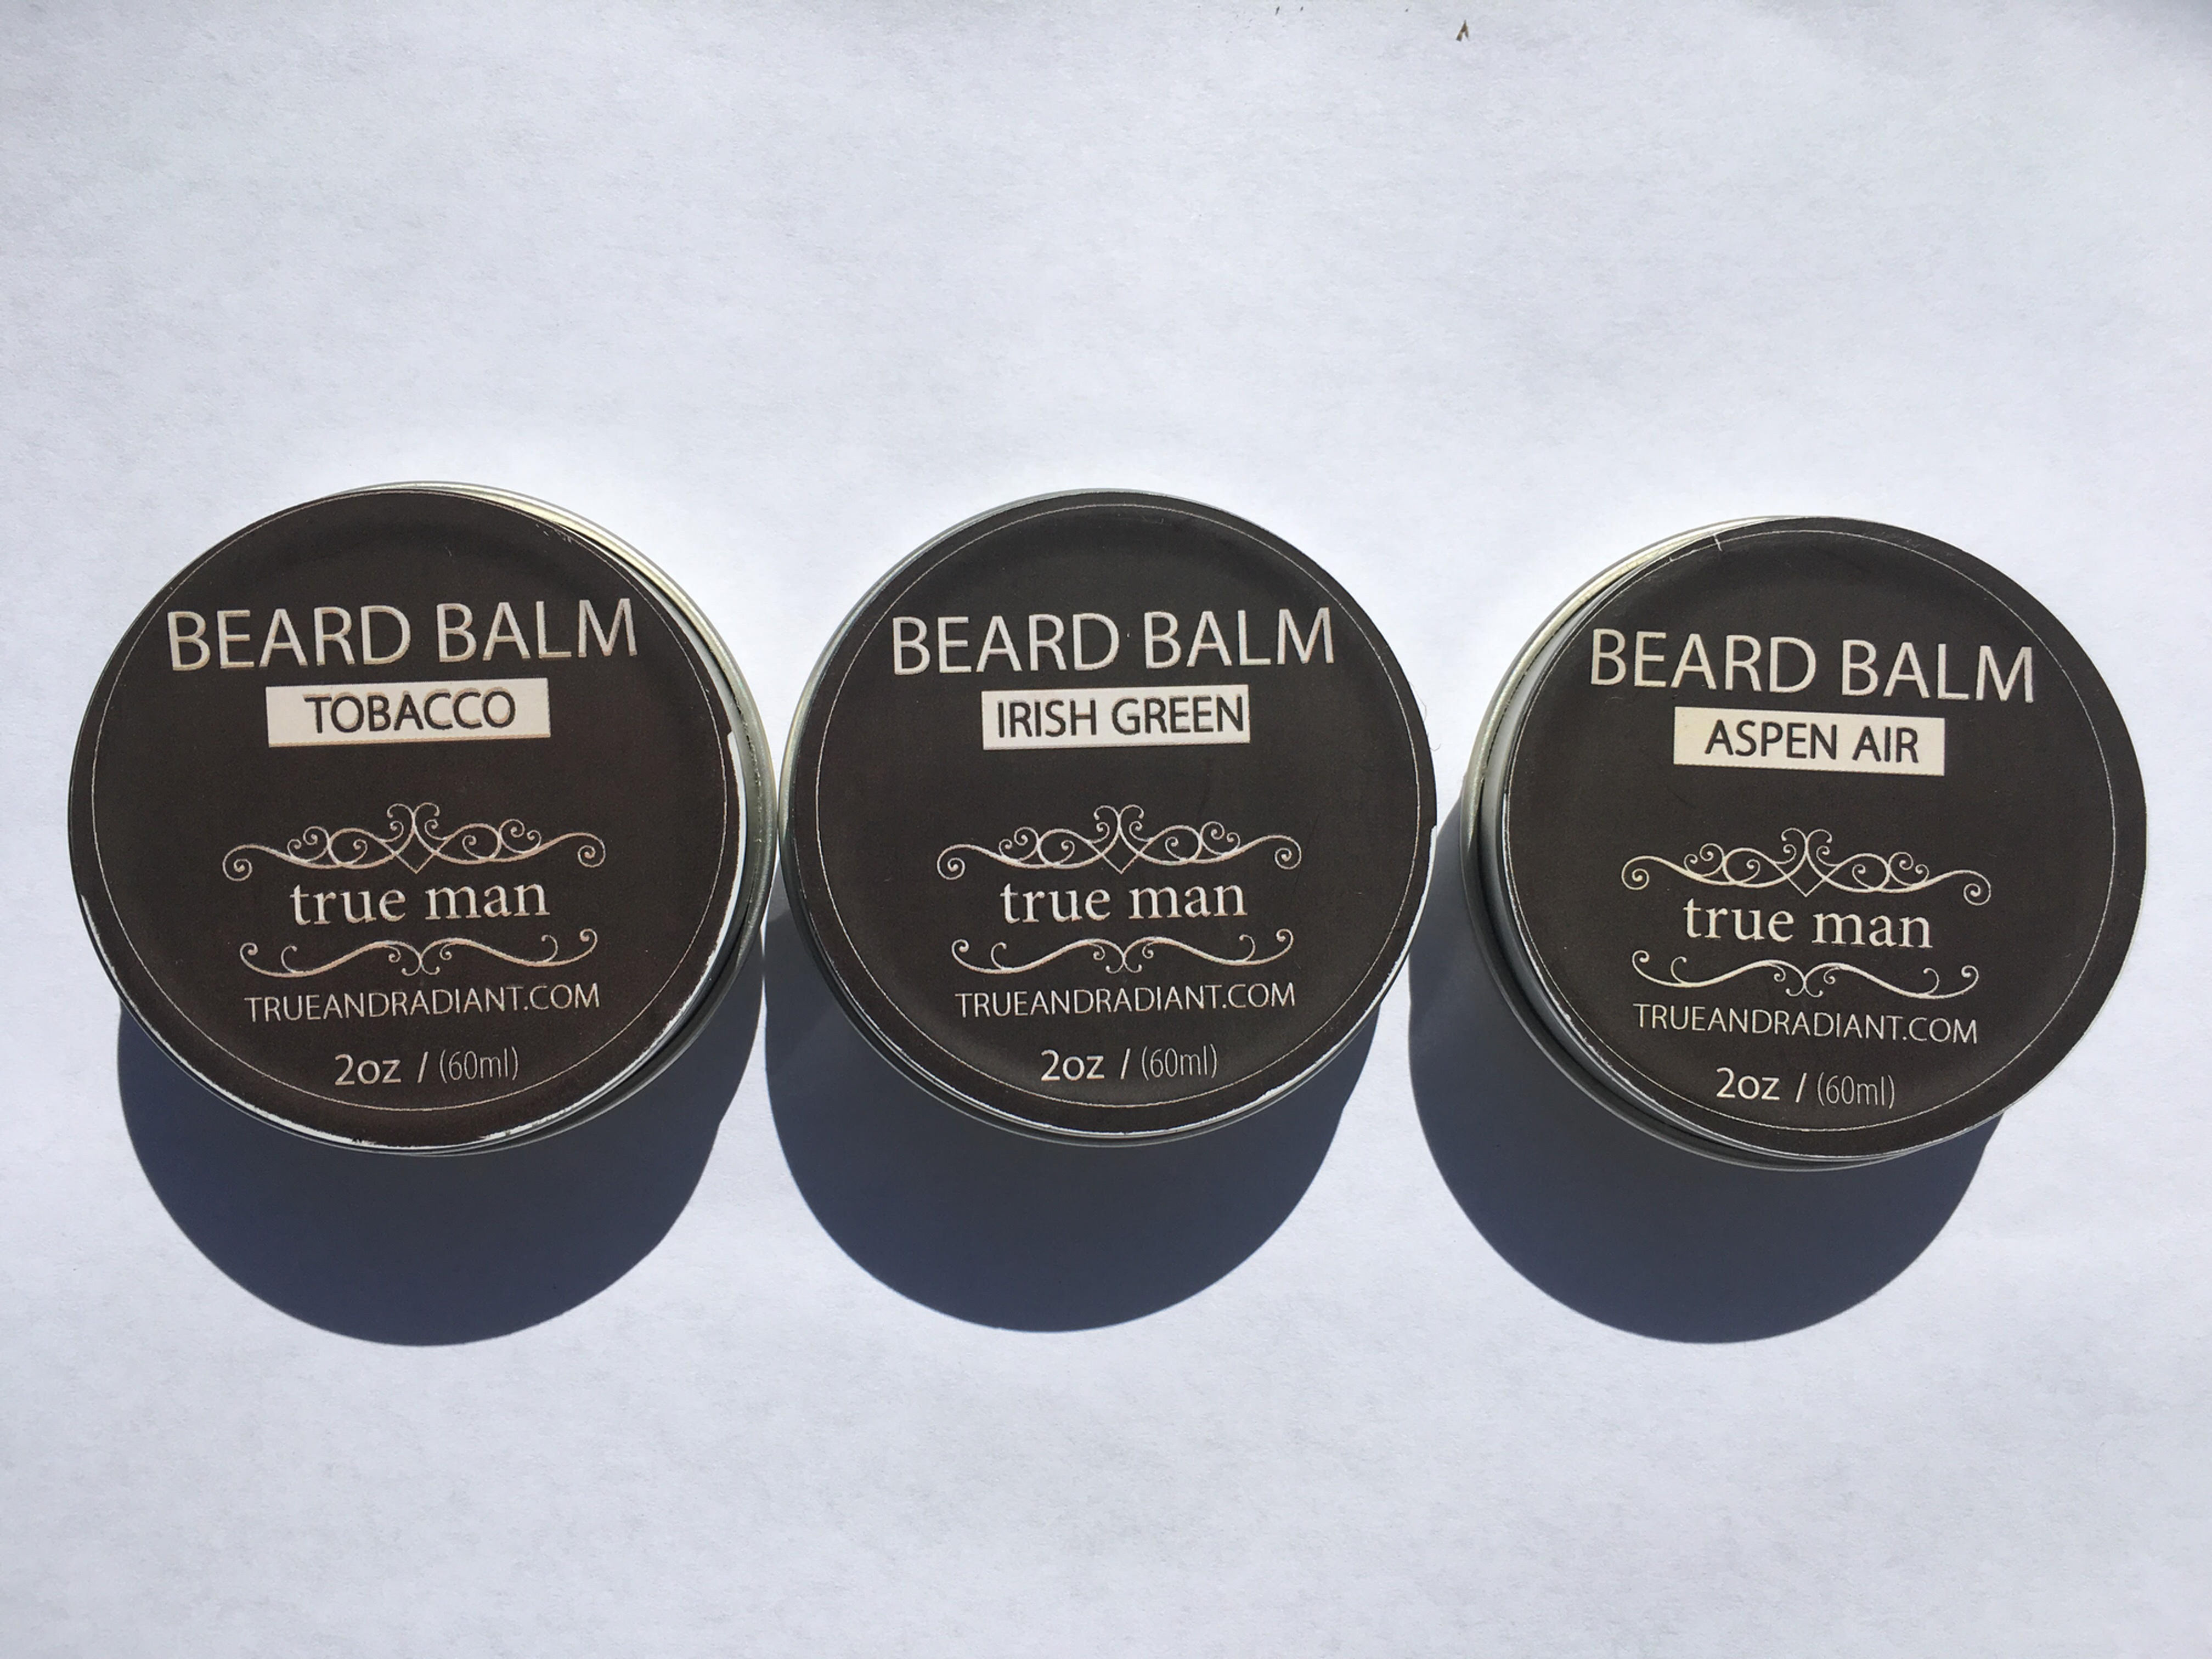 BEARD BALM
TOBACCO
true man
TRUEANDRADIANT.COM
2oz / (60ml)
BEARD BALM
IRISH GREEN
true man
TRUEANDRADIANT.COM
2oz / (60ml)
BEARD BALM
ASPEN AIR
true man
TRUEANDRADIANT.COM
2oz / (60ml)